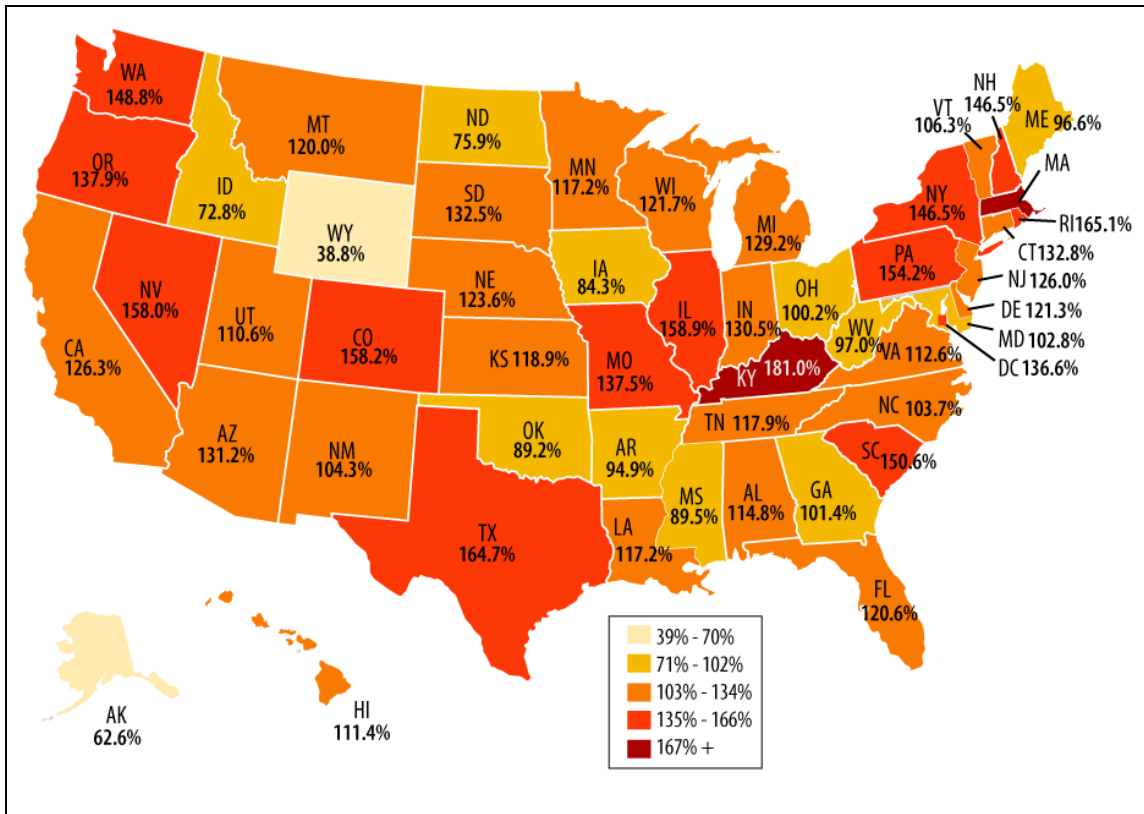 WA
148.8%
OR
137.9%
CA
126.3%
NV
158.0%
ID
72.8%
MT
120.0%
WY
38.8%
UT
110.6%
AZ
131.2%
CO
158.2%
NM
104.3%
ND
75.9%
SD
132.5%
NE
123.6%
KS 118.9%
OK
89.2%
TX
164.7%
MN
117.2%
IA
84.3%
MO
137.5%
AR
94.9%
LA
117.2%
WI
121.7%
IL
158.9%
MI
129.2%
IN
130.5%
OH
100.2%
KY 181.0%
TN 117.9%
MS
89.5%
AL
114.8%
GA
101.4%
FL
120.6%
SC 150.6%
NC 103.7%
VA 112.6%
WV
97.0%
PA
154.2%
NY
146.5%
VT
106.3%
NH
146.5%
ME 96.6%
MA
RI165.1%
CT132.8%
NJ 126.0%
DE 121.3%
MD 102.8%
DC 136.6%
AK
62.6%
HI
111.4%
39% - 70%
71% - 102%
103% - 134%
135% - 166%
167% +